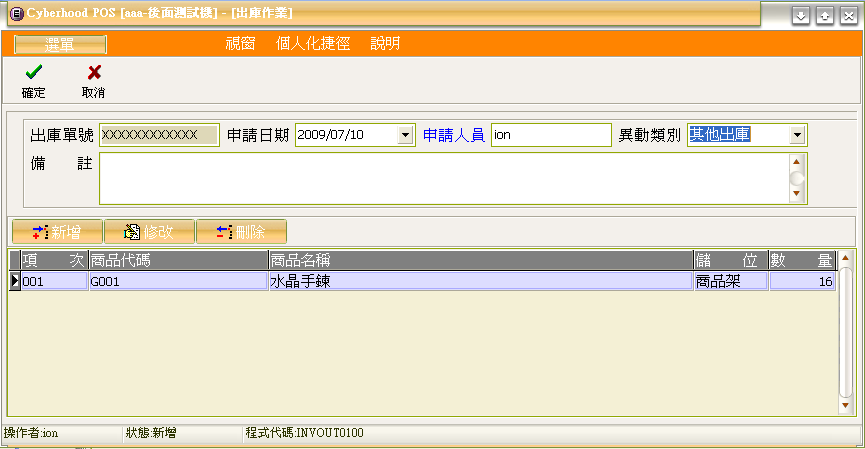 Cyberhood POS [aaa-後面測試機] - [出庫作業]
選單 視窗 個人化捷徑 說明
確定 取消
出庫單號 XXXXXXXXXXXX 申請日期 2009/07/10 申請人員 ion 異動類別 其他出庫
備 註
新增 修改 刪除
項 次 商品代碼 商品名稱 儲 位 數 量
001 G001 水晶手鍊 商品架 16
操作者:ion 狀態:新增 程式代碼:INVOUT0100